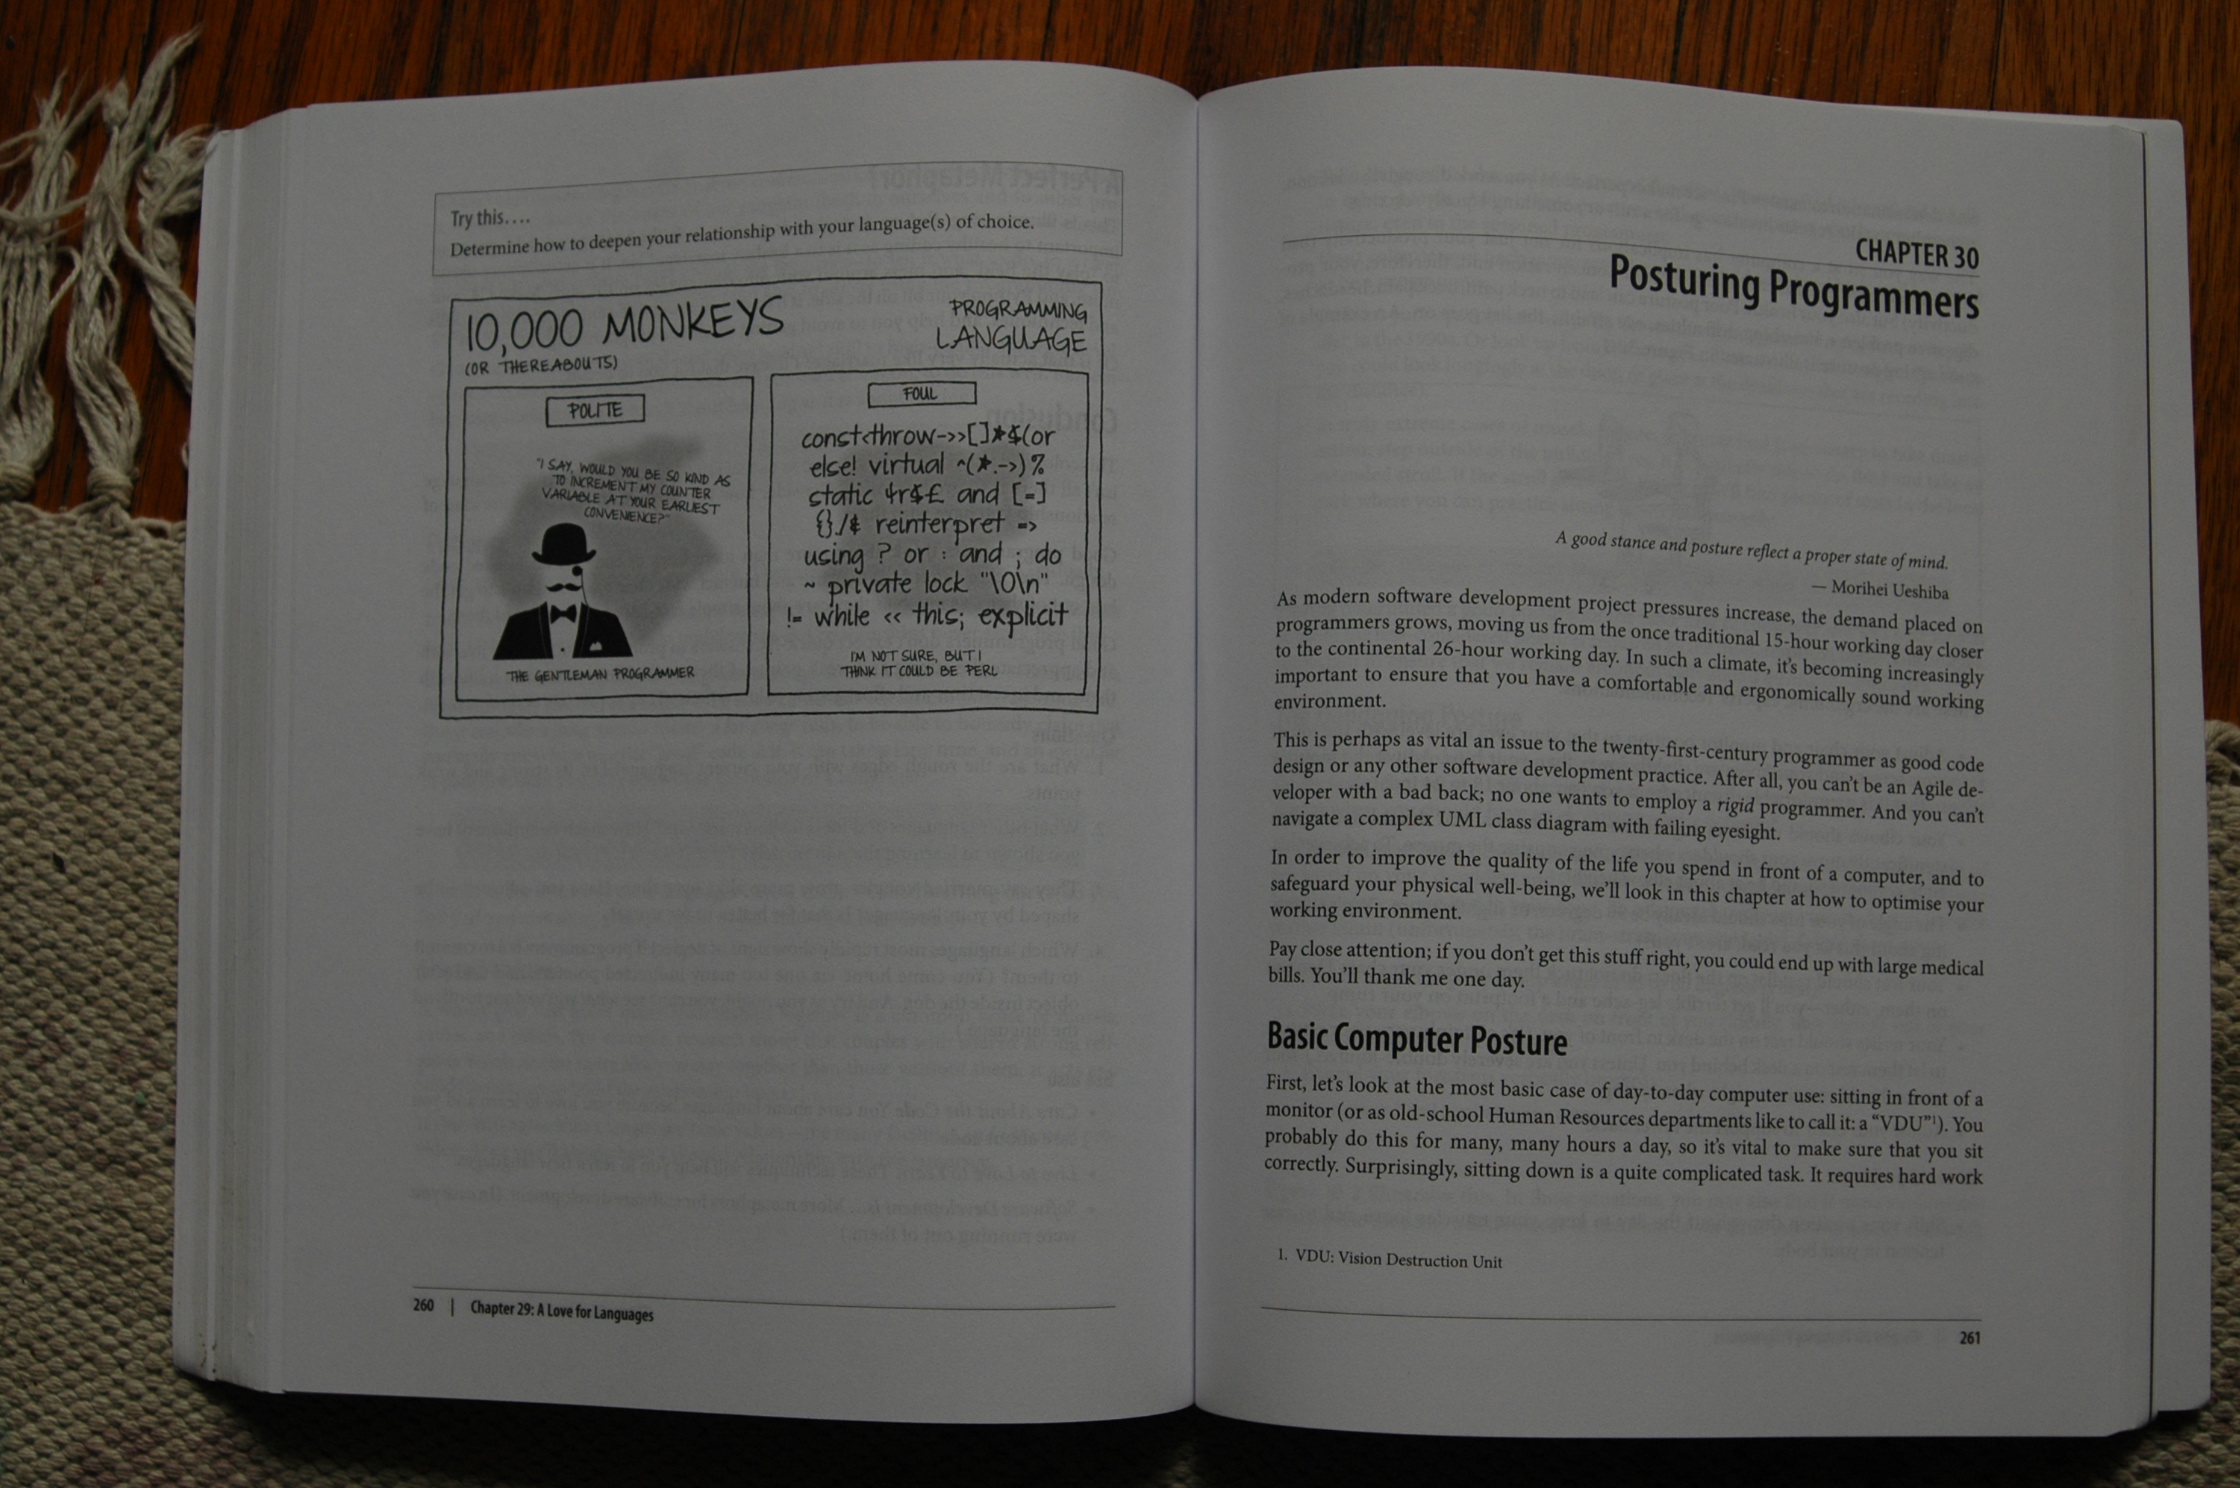 Try this....
Determine how to deepen your relationship with your language(s) of choice.
10,000 MONKEYS
(OR THEREABOUTS)
PROGRAMMING
LANGUAGE
POLITE
"I SAY, WOULD YOU BE SO KIND AS
TO INCREMENT MY COUNTER
VARIABLE AT YOUR EARLIEST
CONVENIENCE?"
THE GENTLEMAN PROGRAMMER
FOUL
const<throw->>[]*$(or
else! virtual ^(*.->)%
static 4r$£ and [=]
{}./¢ reinterpret =>
using ? or : and ; do
~ private lock "\0\n"
!= while << this; explicit
I'M NOT SURE, BUT I
THINK IT COULD BE PERL
260 | Chapter 29: A Love for Languages
CHAPTER 30
Posturing Programmers
A good stance and posture reflect a proper state of mind.
— Morihei Ueshiba
As modern software development project pressures increase, the demand placed on
programmers grows, moving us from the once traditional 15-hour working day closer
to the continental 26-hour working day. In such a climate, it's becoming increasingly
important to ensure that you have a comfortable and ergonomically sound working
environment.
This is perhaps as vital an issue to the twenty-first-century programmer as good code
design or any other software development practice. After all, you can't be an Agile de-
veloper with a bad back; no one wants to employ a rigid programmer. And you can't
navigate a complex UML class diagram with failing eyesight.
In order to improve the quality of the life you spend in front of a computer, and to
safeguard your physical well-being, we'll look in this chapter at how to optimise your
working environment.
Pay close attention; if you don't get this stuff right, you could end up with large medical
bills. You'll thank me one day.
Basic Computer Posture
First, let's look at the most basic case of day-to-day computer use: sitting in front of a
monitor (or as old-school Human Resources departments like to call it: a "VDU"1). You
probably do this for many, many hours a day, so it's vital to make sure that you sit
correctly. Surprisingly, sitting down is a quite complicated task. It requires hard work
1. VDU: Vision Destruction Unit
261